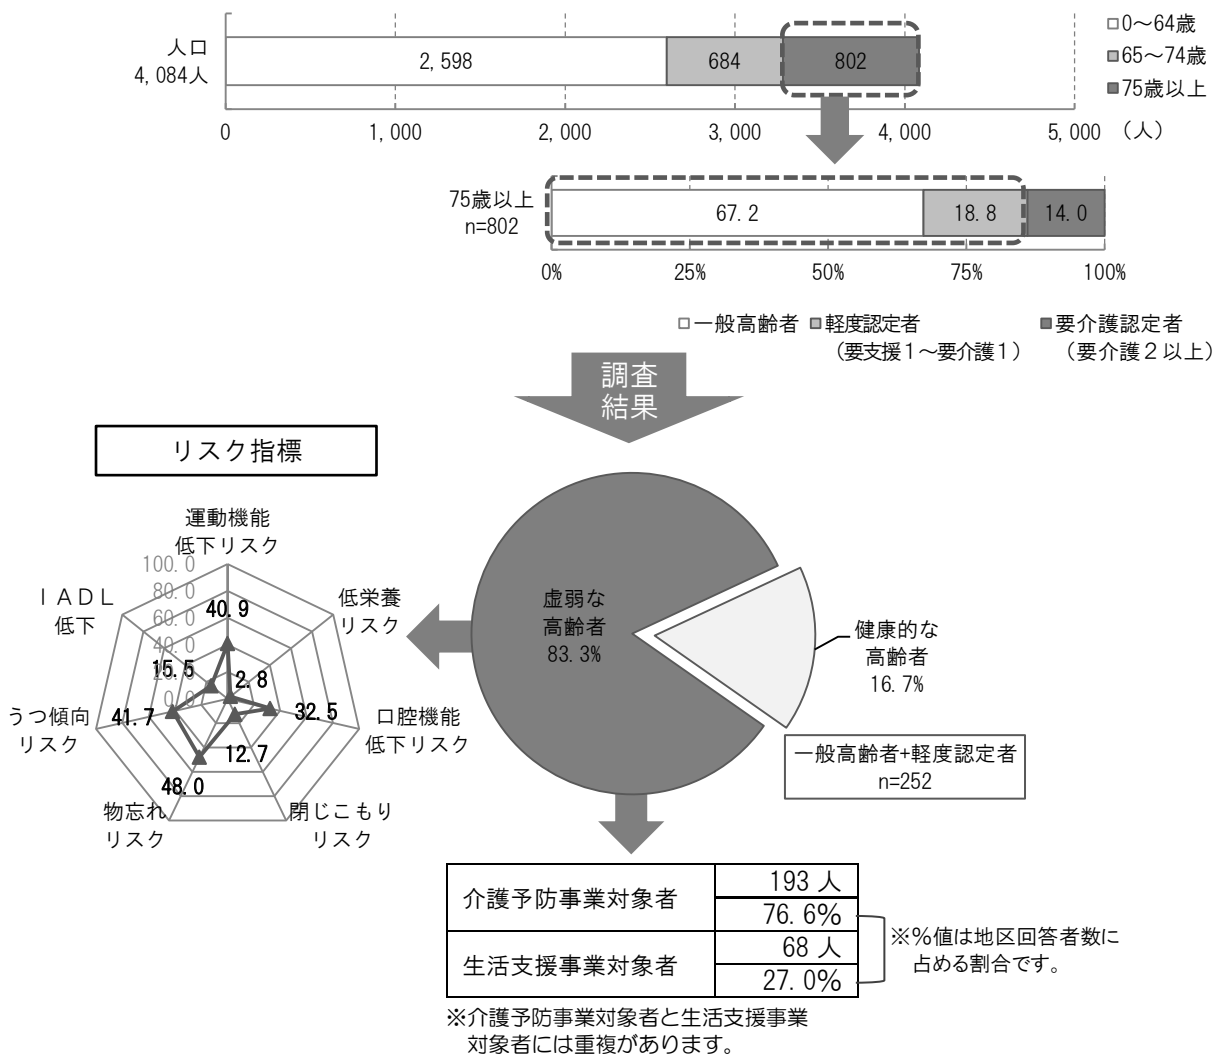 人口
4,084人
2,598
684
802
□0～64歳
■65～74歳
■75歳以上
0
1,000
2,000
3,000
4,000
5,000
（人）
75歳以上
n=802
67.2
18.8
14.0
0%
25%
50%
75%
100%
□一般高齢者
■軽度認定者
（要支援１～要介護１）
■要介護認定者
（要介護２以上）
調査
結果
リスク指標
運動機能
低下リスク
100.0
80.0
60.0
40.0
0.0
40.9
低栄養
リスク
2.8
口腔機能
低下リスク
32.5
閉じこもり
リスク
12.7
物忘れ
リスク
48.0
うつ傾向
リスク
41.7
ＩＡＤＬ
低下
15.5
虚弱な
高齢者
83.3%
健康的な
高齢者
16.7%
一般高齢者+軽度認定者
n=252
介護予防事業対象者
193 人
76.6%
生活支援事業対象者
68 人
27.0%
※%値は地区回答者数に
占める割合です。
※介護予防事業対象者と生活支援事業
対象者には重複があります。